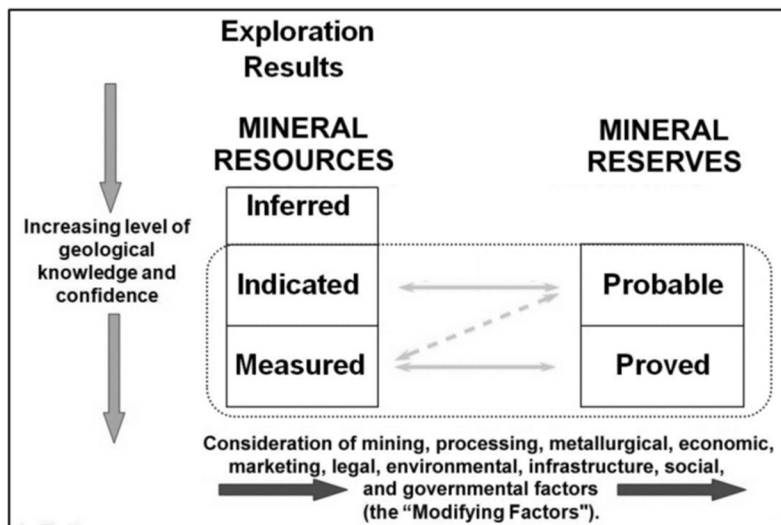 Exploration
Results
MINERAL
RESOURCES
MINERAL
RESERVES
Inferred
Increasing level of
geological
knowledge and
confidence
Indicated
Probable
Measured
Proved
Consideration of mining, processing, metallurgical, economic,
marketing, legal, environmental, infrastructure, social,
and governmental factors
(the “Modifying Factors").